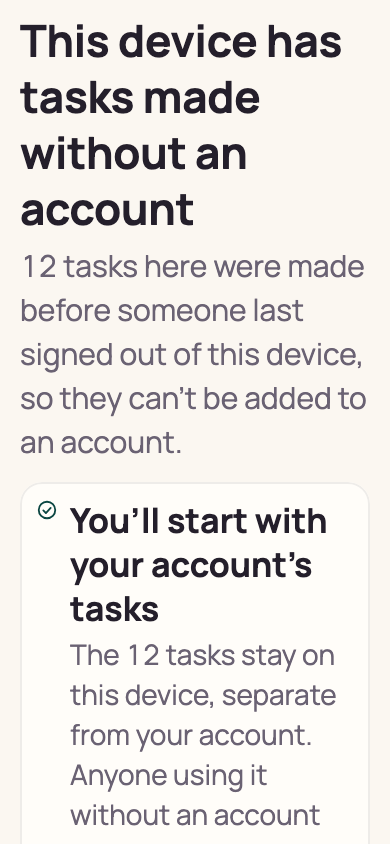 This device has
tasks made
without an
account
12 tasks here were made
before someone last
signed out of this device,
so they can’t be added to
an account.
You’ll start with
your account’s
tasks
The 12 tasks stay on
this device, separate
from your account.
Anyone using it
without an account